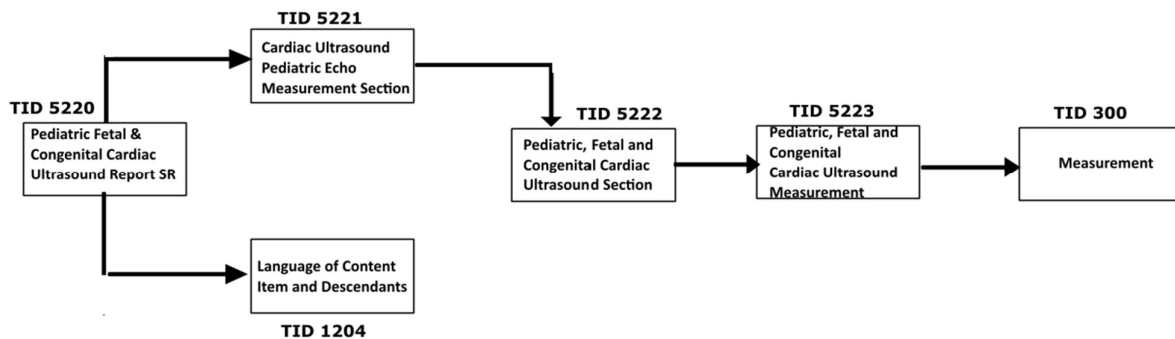 TID 5220
Pediatric Fetal &
Congenital Cardiac
Ultrasound Report SR
TID 5221
Cardiac Ultrasound
Pediatric Echo
Measurement Section
TID 5222
Pediatric, Fetal and
Congenital Cardiac
Ultrasound Section
TID 5223
Pediatric, Fetal and
Congenital
Cardiac Ultrasound
Measurement
TID 300
Measurement
Language of Content
Item and Descendants
TID 1204